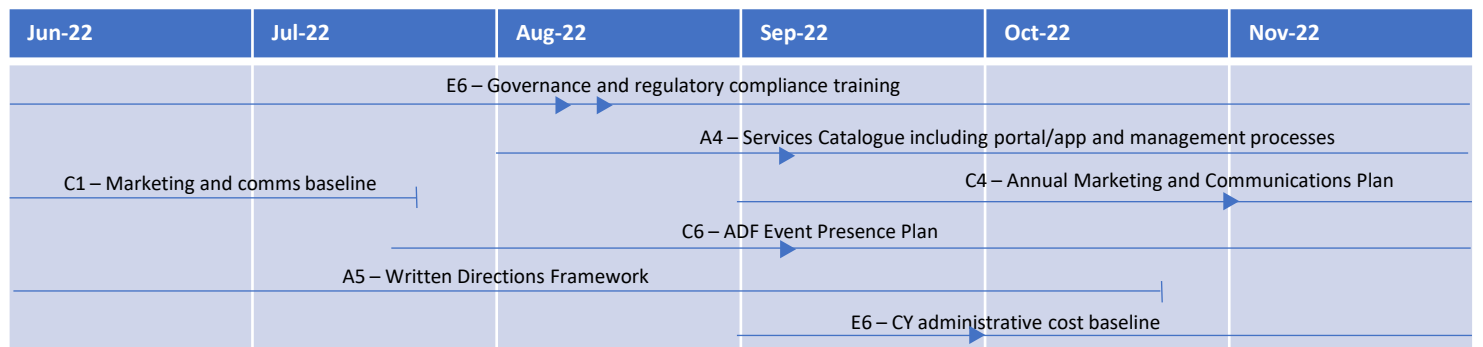 Jun-22 Jul-22 Aug-22 Sep-22 Oct-22 Nov-22
E6 – Governance and regulatory compliance training
A4 – Services Catalogue including portal/app and management processes
C1 – Marketing and comms baseline
C4 – Annual Marketing and Communications Plan
C6 – ADF Event Presence Plan
A5 – Written Directions Framework
E6 – CY administrative cost baseline